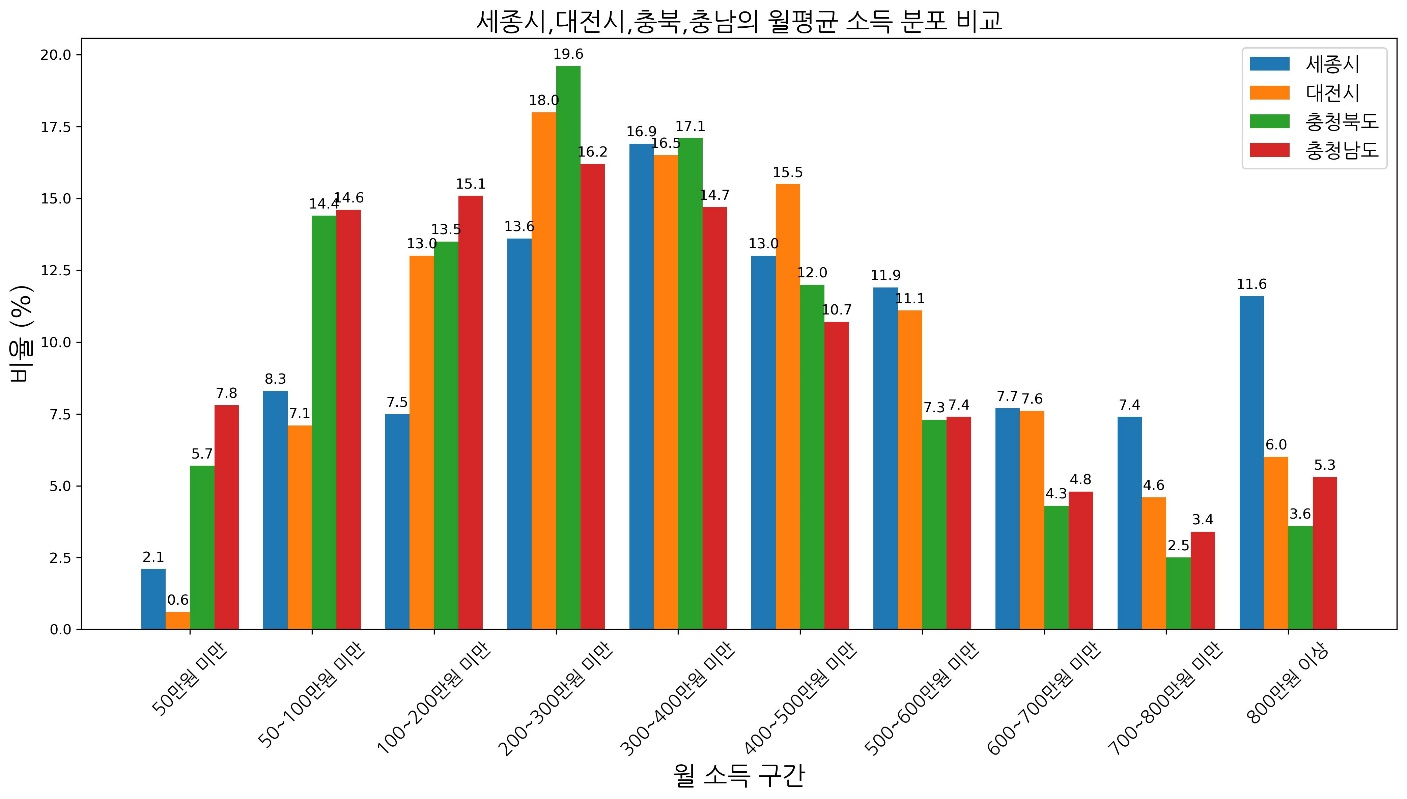 세종시,대전시,충북,충남의 월평균 소득 분포 비교
세종시
대전시
충청북도
충청남도
비율 (%)
20.0
17.5
15.0
12.5
10.0
7.5
5.0
2.5
0.0
2.1 0.6 5.7 7.8
8.3 7.1 14.4 14.6
7.5 13.0 13.5 15.1
13.6 18.0 19.6 16.2
16.9 16.5 17.1 14.7
13.0 15.5 12.0 10.7
11.9 11.1 7.3 7.4
7.7 7.6 4.3 4.8
7.4 4.6 2.5 3.4
11.6 6.0 3.6 5.3
50만원 미만
50~100만원 미만
100~200만원 미만
200~300만원 미만
300~400만원 미만
400~500만원 미만
500~600만원 미만
600~700만원 미만
700~800만원 미만
800만원 이상
월 소득 구간